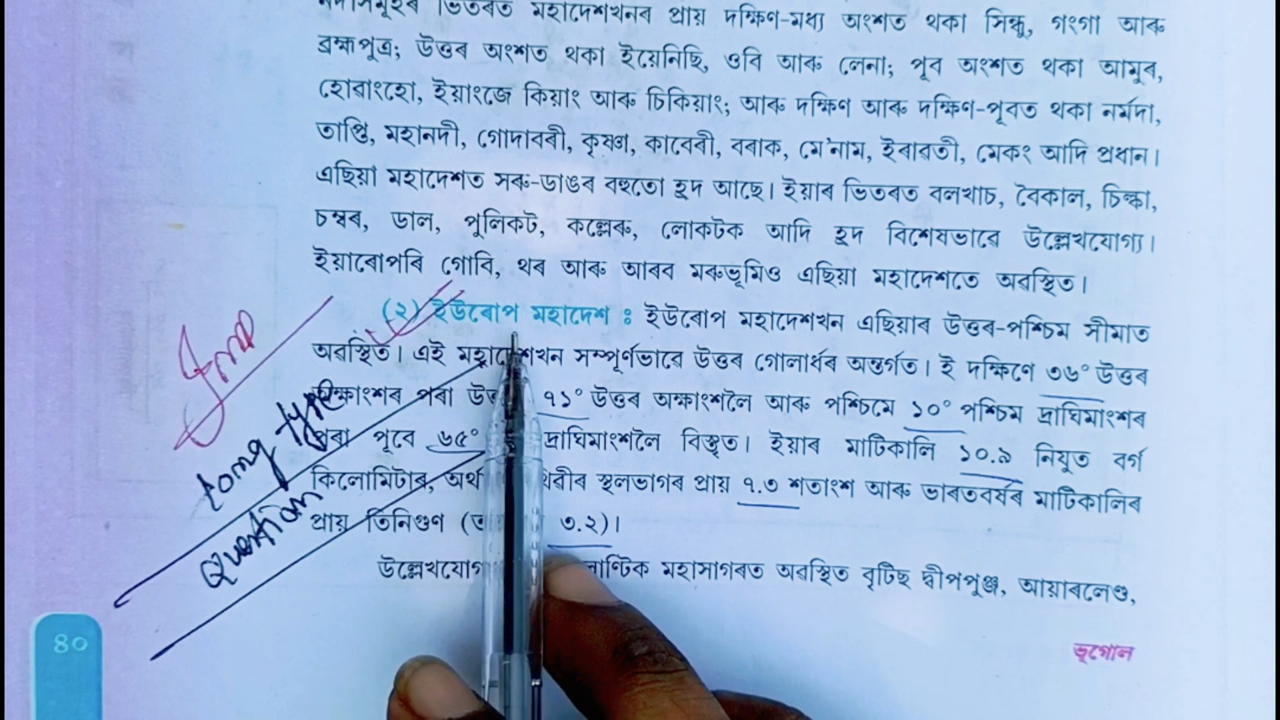 নদীসমূহৰ ভিতৰত মহাদেশখনৰ প্ৰায় দক্ষিণ-মধ্য অংশত থকা সিন্ধু, গংগা আৰু
ব্ৰহ্মপুত্ৰ; উত্তৰ অংশত থকা ইয়েনিছি, ওবি আৰু লেনা; পূব অংশত থকা আমুৰ,
হোৱাংহো, ইয়াংজে কিয়াং আৰু চিকিয়াং; আৰু দক্ষিণ আৰু দক্ষিণ-পূবত থকা নৰ্মদা,
তাপ্তি, মহানদী, গোদাবৰী, কৃষ্ণা, কাবেৰী, বৰাক, মে'নাম, ইৰাৱতী, মেকং আদি প্ৰধান।
এছিয়া মহাদেশত সৰু-ডাঙৰ বহুতো হ্ৰদ আছে। ইয়াৰ ভিতৰত বলখাচ, বৈকাল, চিল্কা,
চম্বৰ, ডাল, পুলিকট, কল্লেৰু, লোকটক আদি হ্ৰদ বিশেষভাৱে উল্লেখযোগ্য।
ইয়াৰোপৰি গোবি, থৰ আৰু আৰব মৰুভূমিও এছিয়া মহাদেশতে অৱস্থিত।
(২) ইউৰোপ মহাদেশ : ইউৰোপ মহাদেশখন এছিয়াৰ উত্তৰ-পশ্চিম সীমাত
অৱস্থিত। এই মহাদেশখন সম্পূৰ্ণভাৱে উত্তৰ গোলাৰ্ধৰ অন্তৰ্গত। ই দক্ষিণে ৩৬° উত্তৰ
অক্ষাংশৰ পৰা ৭১° উত্তৰ অক্ষাংশলৈ আৰু পশ্চিমে ১০° পশ্চিম দ্ৰাঘিমাংশৰ
পৰা পূবে ৬৫° দ্ৰাঘিমাংশলৈ বিস্তৃত। ইয়াৰ মাটিকালি ১০.৯ নিযুত বৰ্গ
কিলোমিটাৰ, স্থলভাগৰ প্ৰায় ৭.৩ শতাংশ আৰু ভাৰতবৰ্ষৰ মাটিকালিৰ
প্ৰায় তিনিগুণ ৩.২)।
মহাসাগৰত অৱস্থিত বৃটিছ দ্বীপপুঞ্জ, আয়াৰলেণ্ড,
Imp
long type
Question
৪০
ভূগোল